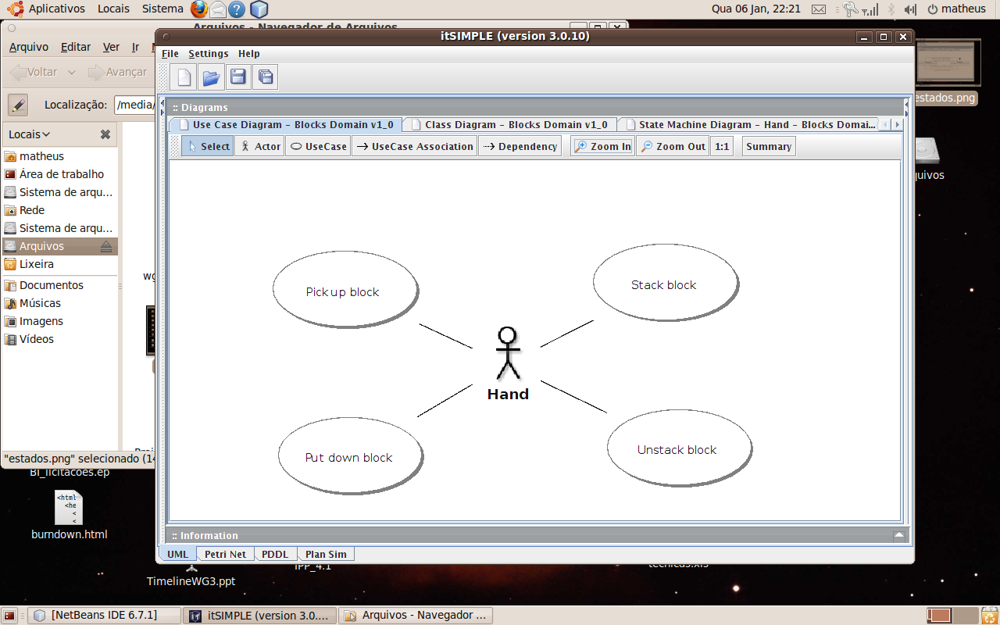 Aplicativos Locais Sistema
Qua 06 Jan, 22:21
matheus
Arquivos - Navegador de Arquivos
Arquivo Editar Ver Ir
Voltar Avançar
Localização: /media/
Locais
matheus
Área de trabalho
Sistema de arqu...
Rede
Sistema de arqu...
Arquivos
Lixeira
Documentos
Músicas
Imagens
Vídeos
"estados.png" selecionado (14
itSIMPLE (version 3.0.10)
File Settings Help
:: Diagrams
Use Case Diagram - Blocks Domain v1_0
Class Diagram - Blocks Domain v1_0
State Machine Diagram - Hand - Blocks Domai...
Select Actor UseCase UseCase Association Dependency Zoom In Zoom Out 1:1 Summary
Pick up block
Stack block
Hand
Put down block
Unstack block
:: Information
UML Petri Net PDDL Plan Sim
estados.png
quivos
BI_licitacoes.ep
<html
<he
<
<
burndown.html
TimelineWG3.ppt
IPP_4.1
tecnicas.xls
[NetBeans IDE 6.7.1]
itSIMPLE (version 3.0....
Arquivos - Navegador ...